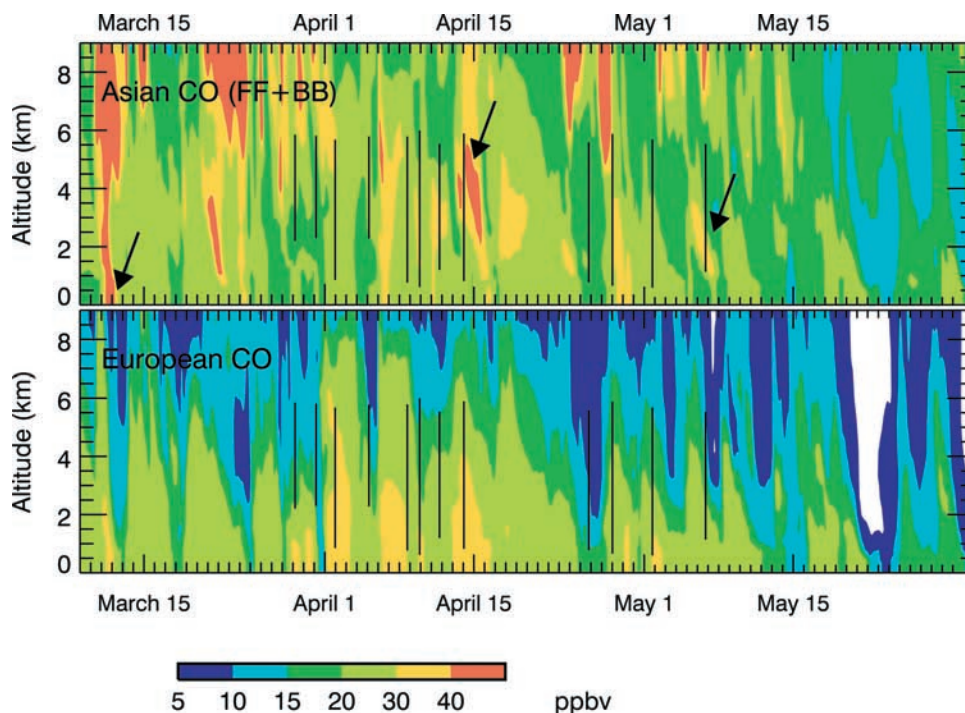 March 15 April 1 April 15 May 1 May 15
8
Asian CO (FF+BB)
6
4
2
0
Altitude (km)
8
European CO
6
4
2
0
Altitude (km)
March 15 April 1 April 15 May 1 May 15
5 10 15 20 30 40 ppbv